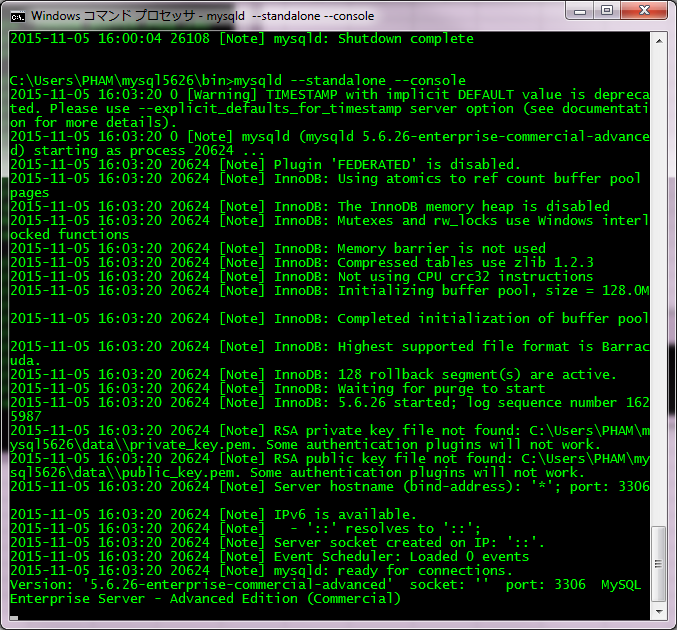 Windows コマンド プロセッサ - mysqld  --standalone --console
2015-11-05 16:00:04 26108 [Note] mysqld: Shutdown complete
C:\Users\PHAM\mysql5626\bin>mysqld --standalone --console
2015-11-05 16:03:20 0 [Warning] TIMESTAMP with implicit DEFAULT value is depreca
ted. Please use --explicit_defaults_for_timestamp server option (see documentati
on for more details).
2015-11-05 16:03:20 0 [Note] mysqld (mysqld 5.6.26-enterprise-commercial-advance
d) starting as process 20624 ...
2015-11-05 16:03:20 20624 [Note] Plugin 'FEDERATED' is disabled.
2015-11-05 16:03:20 20624 [Note] InnoDB: Using atomics to ref count buffer pool
pages
2015-11-05 16:03:20 20624 [Note] InnoDB: The InnoDB memory heap is disabled
2015-11-05 16:03:20 20624 [Note] InnoDB: Mutexes and rw_locks use Windows interl
ocked functions
2015-11-05 16:03:20 20624 [Note] InnoDB: Memory barrier is not used
2015-11-05 16:03:20 20624 [Note] InnoDB: Compressed tables use zlib 1.2.3
2015-11-05 16:03:20 20624 [Note] InnoDB: Not using CPU crc32 instructions
2015-11-05 16:03:20 20624 [Note] InnoDB: Initializing buffer pool, size = 128.0M
2015-11-05 16:03:20 20624 [Note] InnoDB: Completed initialization of buffer pool
2015-11-05 16:03:20 20624 [Note] InnoDB: Highest supported file format is Barrac
uda.
2015-11-05 16:03:20 20624 [Note] InnoDB: 128 rollback segment(s) are active.
2015-11-05 16:03:20 20624 [Note] InnoDB: Waiting for purge to start
2015-11-05 16:03:20 20624 [Note] InnoDB: 5.6.26 started; log sequence number 162
5987
2015-11-05 16:03:20 20624 [Note] RSA private key file not found: C:\Users\PHAM\m
ysql5626\data\\private_key.pem. Some authentication plugins will not work.
2015-11-05 16:03:20 20624 [Note] RSA public key file not found: C:\Users\PHAM\my
sql5626\data\\public_key.pem. Some authentication plugins will not work.
2015-11-05 16:03:20 20624 [Note] Server hostname (bind-address): '*'; port: 3306
2015-11-05 16:03:20 20624 [Note] IPv6 is available.
2015-11-05 16:03:20 20624 [Note]   - '::' resolves to '::';
2015-11-05 16:03:20 20624 [Note] Server socket created on IP: '::'.
2015-11-05 16:03:20 20624 [Note] Event Scheduler: Loaded 0 events
2015-11-05 16:03:20 20624 [Note] mysqld: ready for connections.
Version: '5.6.26-enterprise-commercial-advanced'  socket: ''  port: 3306  MySQL
Enterprise Server - Advanced Edition (Commercial)